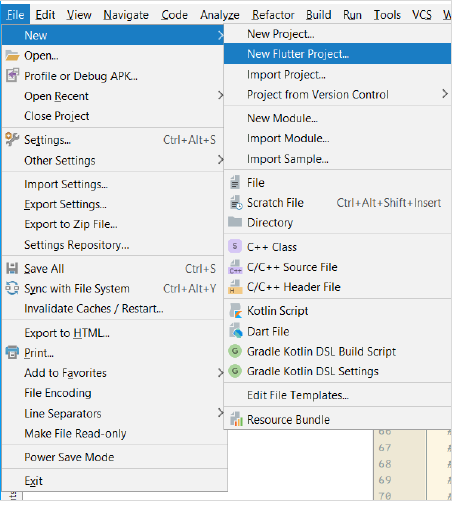 File Edit View Navigate Code Analyze Refactor Build Run Tools VCS
New
Open...
Profile or Debug APK...
Open Recent
Close Project
Settings... Ctrl+Alt+S
Other Settings
Import Settings...
Export Settings...
Export to Zip File...
Settings Repository...
Save All Ctrl+S
Sync with File System Ctrl+Alt+Y
Invalidate Caches / Restart...
Export to HTML...
Print...
Add to Favorites
File Encoding
Line Separators
Make File Read-only
Power Save Mode
Exit
New Project...
New Flutter Project...
Import Project...
Project from Version Control
New Module...
Import Module...
Import Sample...
File
Scratch File Ctrl+Alt+Shift+Insert
Directory
C++ Class
C/C++ Source File
C/C++ Header File
Kotlin Script
Dart File
Gradle Kotlin DSL Build Script
Gradle Kotlin DSL Settings
Edit File Templates...
Resource Bundle
66 #
67 #
68 #
69 #
70 #